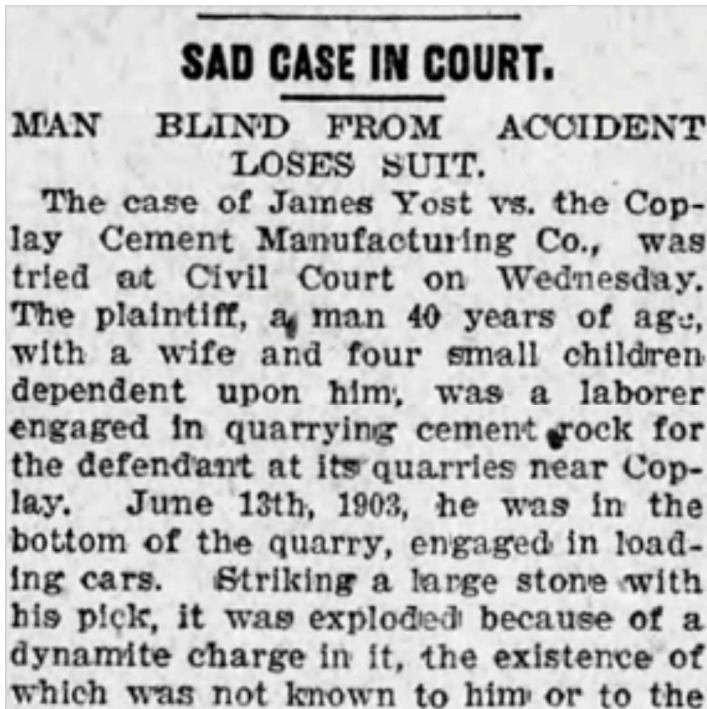 SAD CASE IN COURT.
MAN BLIND FROM ACCIDENT
LOSES SUIT.
The case of James Yost vs. the Cop-
lay Cement Manufacturing Co., was
tried at Civil Court on Wednesday.
The plaintiff, a man 40 years of age,
with a wife and four small children
dependent upon him, was a laborer
engaged in quarrying cement rock for
the defendant at its quarries near Cop-
lay. June 13th, 1903, he was in the
bottom of the quarry, engaged in load-
ing cars. Striking a large stone with
his pick, it was exploded because of a
dynamite charge in it, the existence of
which was not known to him or to the